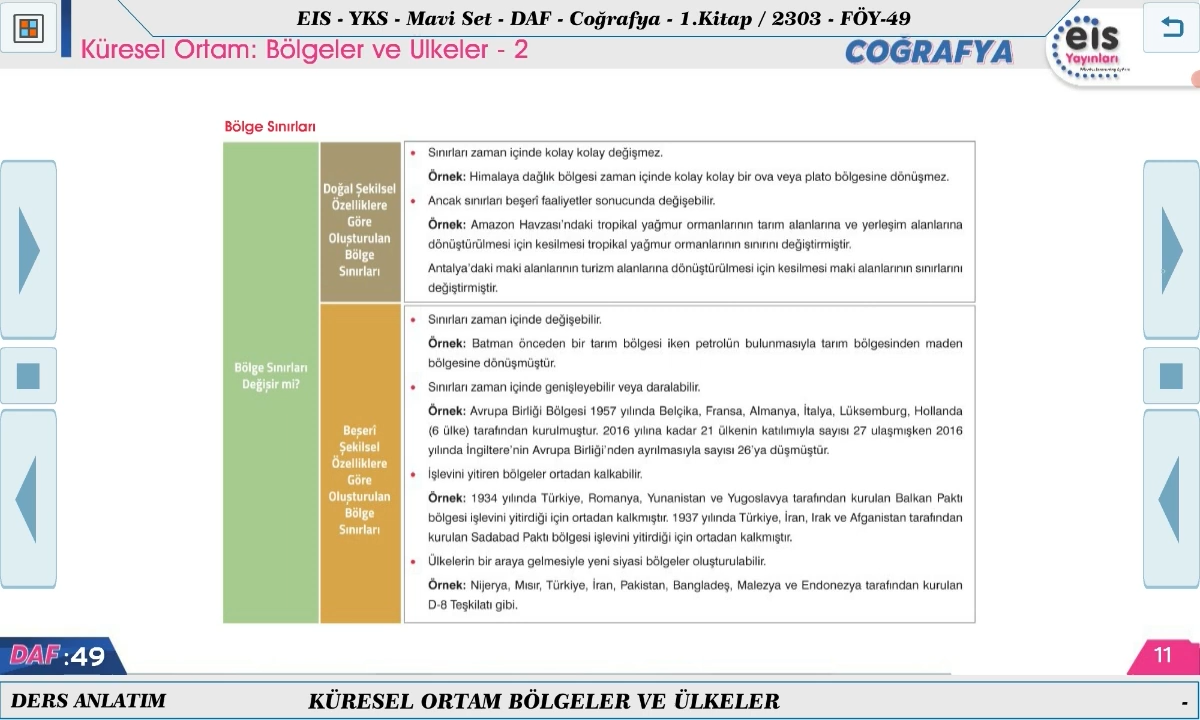 EIS - YKS - Mavi Set - DAF - Coğrafya - 1.Kitap / 2303 - FÖY-49
Küresel Ortam: Bölgeler ve Ülkeler - 2
COĞRAFYA
eis
Yayınları
Bölge Sınırları
Bölge Sınırları
Değişir mi?
Doğal Şekilsel
Özelliklere
Göre
Oluşturulan
Bölge
Sınırları
• Sınırları zaman içinde kolay kolay değişmez.
Örnek: Himalaya dağlık bölgesi zaman içinde kolay kolay bir ova veya plato bölgesine dönüşmez.
• Ancak sınırları beşerî faaliyetler sonucunda değişebilir.
Örnek: Amazon Havzası'ndaki tropikal yağmur ormanlarının tarım alanlarına ve yerleşim alanlarına
dönüştürülmesi için kesilmesi tropikal yağmur ormanlarının sınırını değiştirmiştir.
Antalya'daki maki alanlarının turizm alanlarına dönüştürülmesi için kesilmesi maki alanlarının sınırlarını
değiştirmiştir.
Beşerî
Şekilsel
Özelliklere
Göre
Oluşturulan
Bölge
Sınırları
• Sınırları zaman içinde değişebilir.
Örnek: Batman önceden bir tarım bölgesi iken petrolün bulunmasıyla tarım bölgesinden maden
bölgesine dönüşmüştür.
• Sınırları zaman içinde genişleyebilir veya daralabilir.
Örnek: Avrupa Birliği Bölgesi 1957 yılında Belçika, Fransa, Almanya, İtalya, Lüksemburg, Hollanda
(6 ülke) tarafından kurulmuştur. 2016 yılına kadar 21 ülkenin katılımıyla sayısı 27 ulaşmışken 2016
yılında İngiltere'nin Avrupa Birliği'nden ayrılmasıyla sayısı 26'ya düşmüştür.
• İşlevini yitiren bölgeler ortadan kalkabilir.
Örnek: 1934 yılında Türkiye, Romanya, Yunanistan ve Yugoslavya tarafından kurulan Balkan Paktı
bölgesi işlevini yitirdiği için ortadan kalkmıştır. 1937 yılında Türkiye, İran, Irak ve Afganistan tarafından
kurulan Sadabad Paktı bölgesi işlevini yitirdiği için ortadan kalkmıştır.
• Ülkelerin bir araya gelmesiyle yeni siyasi bölgeler oluşturulabilir.
Örnek: Nijerya, Mısır, Türkiye, İran, Pakistan, Bangladeş, Malezya ve Endonezya tarafından kurulan
D-8 Teşkilatı gibi.
DAF :49
11
DERS ANLATIM
KÜRESEL ORTAM BÖLGELER VE ÜLKELER
-